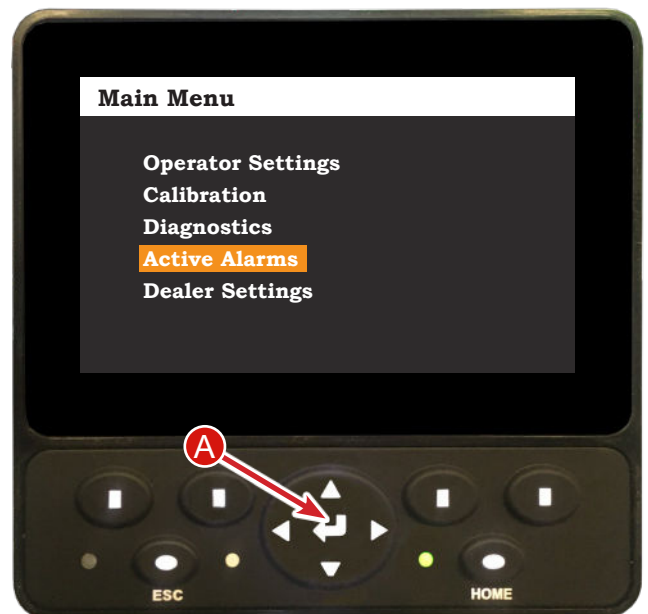 Main Menu
Operator Settings
Calibration
Diagnostics
Active Alarms
Dealer Settings
A
ESC
HOME